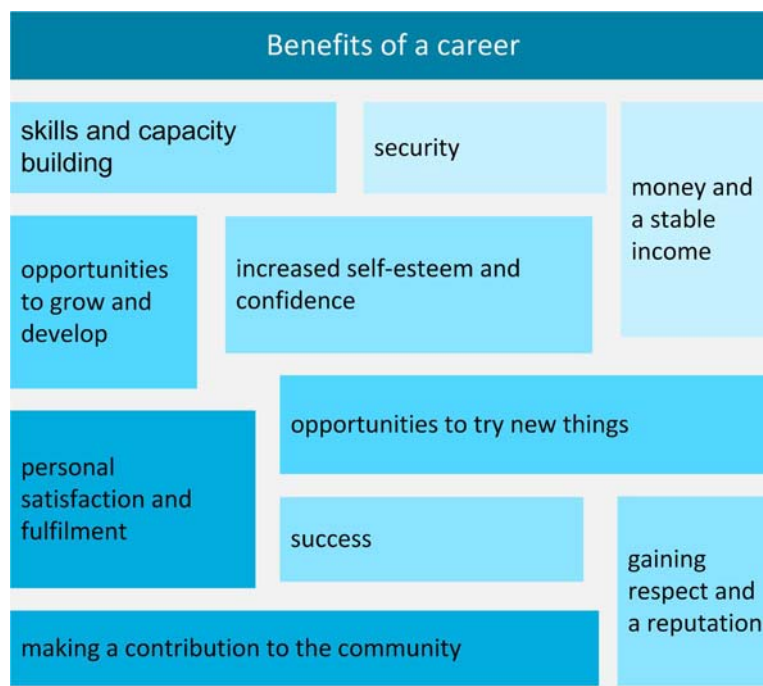 Benefits of a career
skills and capacity
building
security
money and
a stable
income
opportunities
to grow and
develop
increased self-esteem and
confidence
opportunities to try new things
personal
satisfaction and
fulfilment
success
gaining
respect and
a reputation
making a contribution to the community